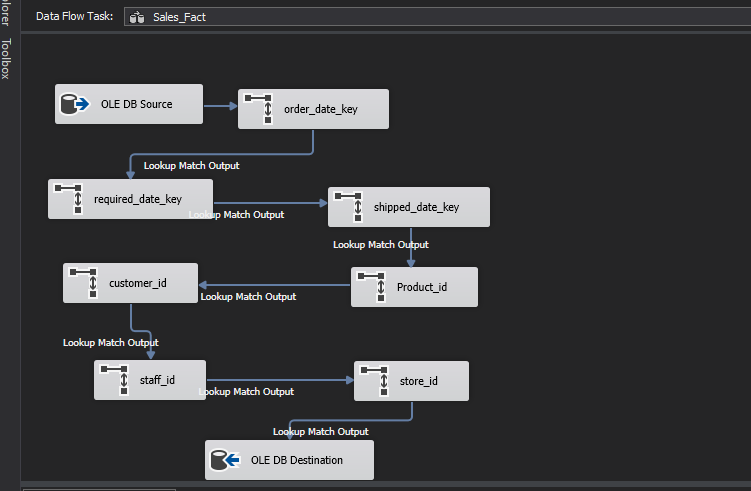 plorer
Toolbox
Data Flow Task:
Sales_Fact
OLE DB Source
order_date_key
Lookup Match Output
required_date_key
Lookup Match Output
shipped_date_key
Lookup Match Output
Product_id
Lookup Match Output
customer_id
Lookup Match Output
staff_id
Lookup Match Output
store_id
Lookup Match Output
OLE DB Destination